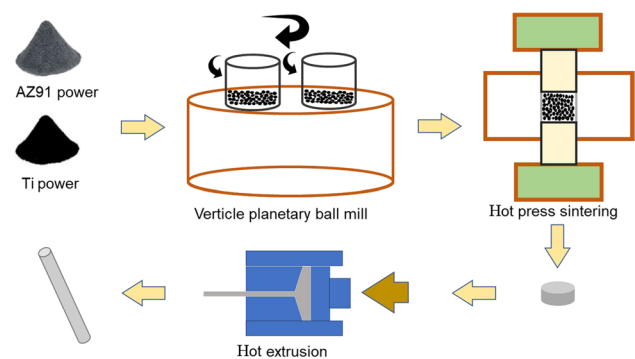 AZ91 power
Ti power
Verticle planetary ball mill
Hot press sintering
Hot extrusion